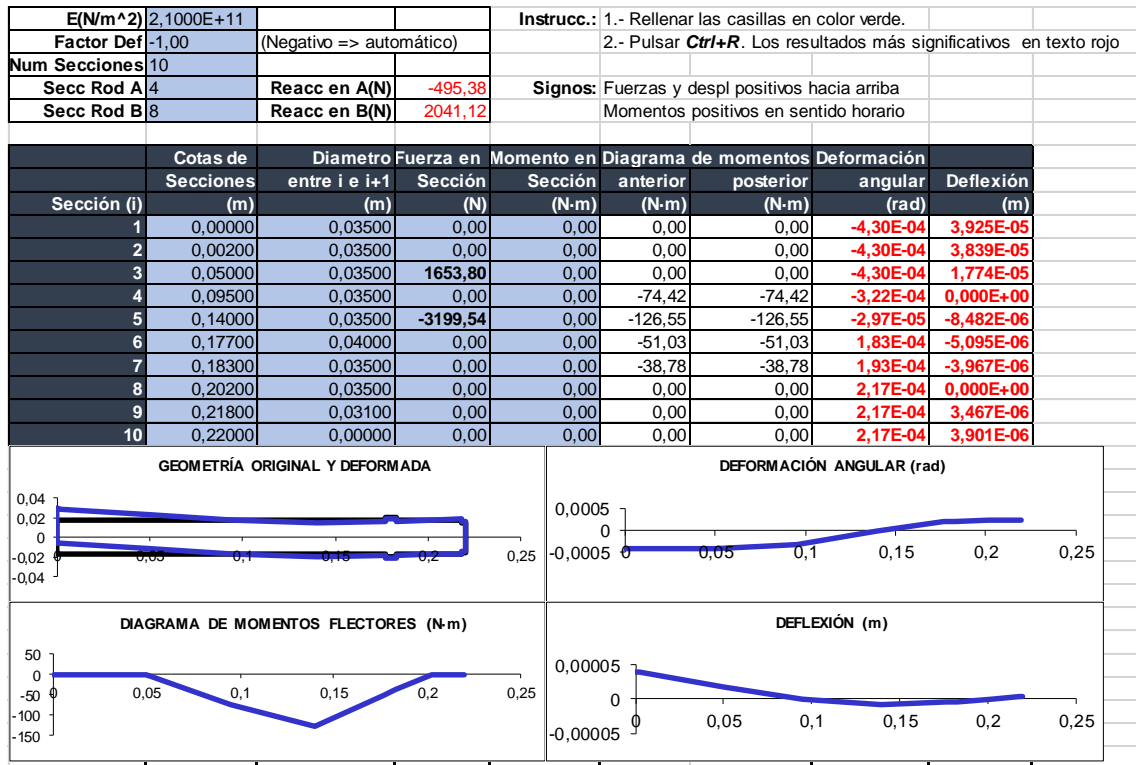 E(N/m^2) 2,1000E+11 Instrucc.: 1.- Rellenar las casillas en color verde.
Factor Def -1,00 (Negativo => automático) 2.- Pulsar Ctrl+R. Los resultados más significativos en texto rojo
Num Secciones 10
Secc Rod A 4 Reacc en A(N) -495,38 Signos: Fuerzas y despl positivos hacia arriba
Secc Rod B 8 Reacc en B(N) 2041,12 Momentos positivos en sentido horario
Cotas de Diametro Fuerza en Momento en Diagrama de momentos Deformación
Secciones entre i e i+1 Sección Sección anterior posterior angular Deflexión
Sección (i) (m) (m) (N) (N·m) (N·m) (N·m) (rad) (m)
1 0,00000 0,03500 0,00 0,00 0,00 0,00 -4,30E-04 3,925E-05
2 0,00200 0,03500 0,00 0,00 0,00 0,00 -4,30E-04 3,839E-05
3 0,05000 0,03500 1653,80 0,00 0,00 0,00 -4,30E-04 1,774E-05
4 0,09500 0,03500 0,00 0,00 -74,42 -74,42 -3,22E-04 0,000E+00
5 0,14000 0,03500 -3199,54 0,00 -126,55 -126,55 -2,97E-05 -8,482E-06
6 0,17700 0,04000 0,00 0,00 -51,03 -51,03 1,83E-04 -5,095E-06
7 0,18300 0,03500 0,00 0,00 -38,78 -38,78 1,93E-04 -3,967E-06
8 0,20200 0,03500 0,00 0,00 0,00 0,00 2,17E-04 0,000E+00
9 0,21800 0,03100 0,00 0,00 0,00 0,00 2,17E-04 3,467E-06
10 0,22000 0,00000 0,00 0,00 0,00 0,00 2,17E-04 3,901E-06
GEOMETRÍA ORIGINAL Y DEFORMADA
0,04
0,02
0
-0,02
-0,04
0 0,05 0,1 0,15 0,2 0,25
DEFORMACIÓN ANGULAR (rad)
0,0005
0
-0,0005
0 0,05 0,1 0,15 0,2 0,25
DIAGRAMA DE MOMENTOS FLECTORES (N·m)
50
0
-50
-100
-150
0 0,05 0,1 0,15 0,2 0,25
DEFLEXIÓN (m)
0,00005
0
-0,00005
0 0,05 0,1 0,15 0,2 0,25